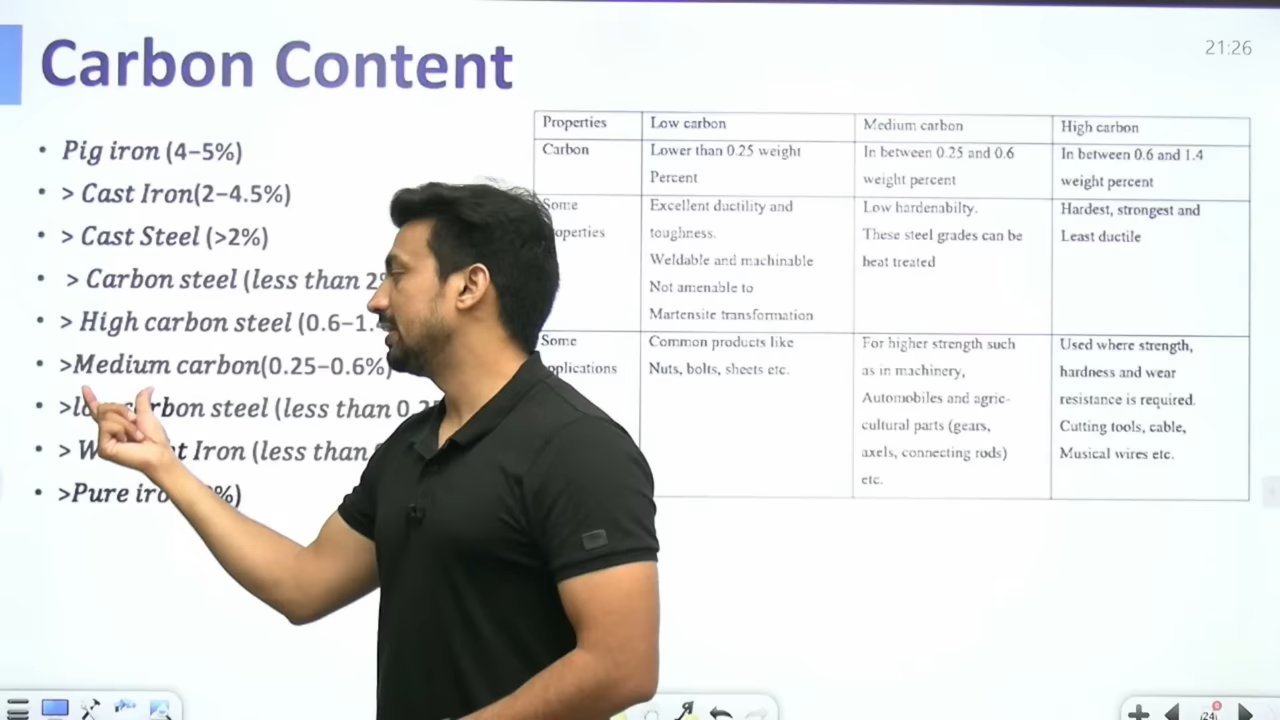 Carbon Content
21:26
• Pig iron (4−5%)
• > Cast Iron(2−4.5%)
• > Cast Steel (>2%)
• > Carbon steel (less than 2%
• > High carbon steel (0.6−1.
• >Medium carbon(0.25−0.6%)
• steel (less than
• > Iron (less than
• >Pure
Properties Low carbon Medium carbon High carbon
Carbon Lower than 0.25 weight In between 0.25 and 0.6 In between 0.6 and 1.4
Percent weight percent weight percent
Some Excellent ductility and Low hardenabilty. Hardest, strongest and
toughness. These steel grades can be Least ductile
Weldable and machinable heat treated
Not amenable to
Martensite transformation
Some Common products like For higher strength such Used where strength,
Nuts, bolts, sheets etc. as in machinery, hardness and wear
Automobiles and agric- resistance is required.
cultural parts (gears, Cutting tools, cable,
axels, connecting rods) Musical wires etc.
etc.
24